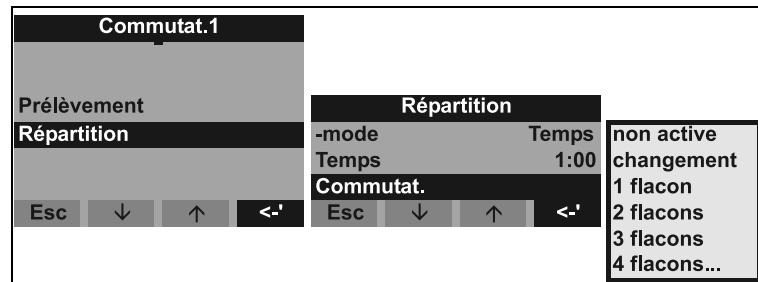 Commutat.1
Prélèvement
Répartition
Esc ↓ ↑ <-'
Répartition
-mode Temps
Temps 1:00
Commutat.
Esc ↓ ↑ <-'
non active
changement
1 flacon
2 flacons
3 flacons
4 flacons...